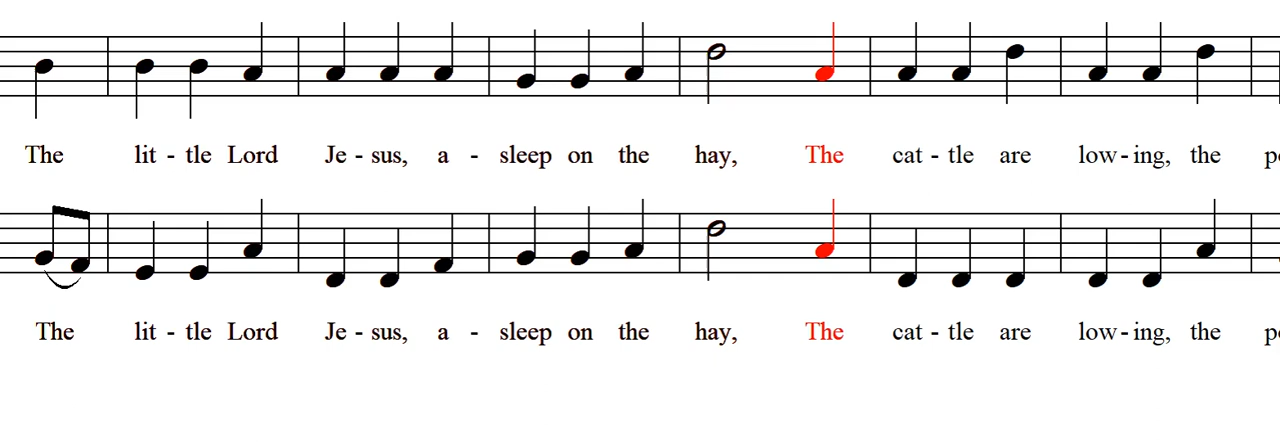 The lit - tle Lord Je - sus, a - sleep on the hay, The cat - tle are low - ing, the
The lit - tle Lord Je - sus, a - sleep on the hay, The cat - tle are low - ing, the